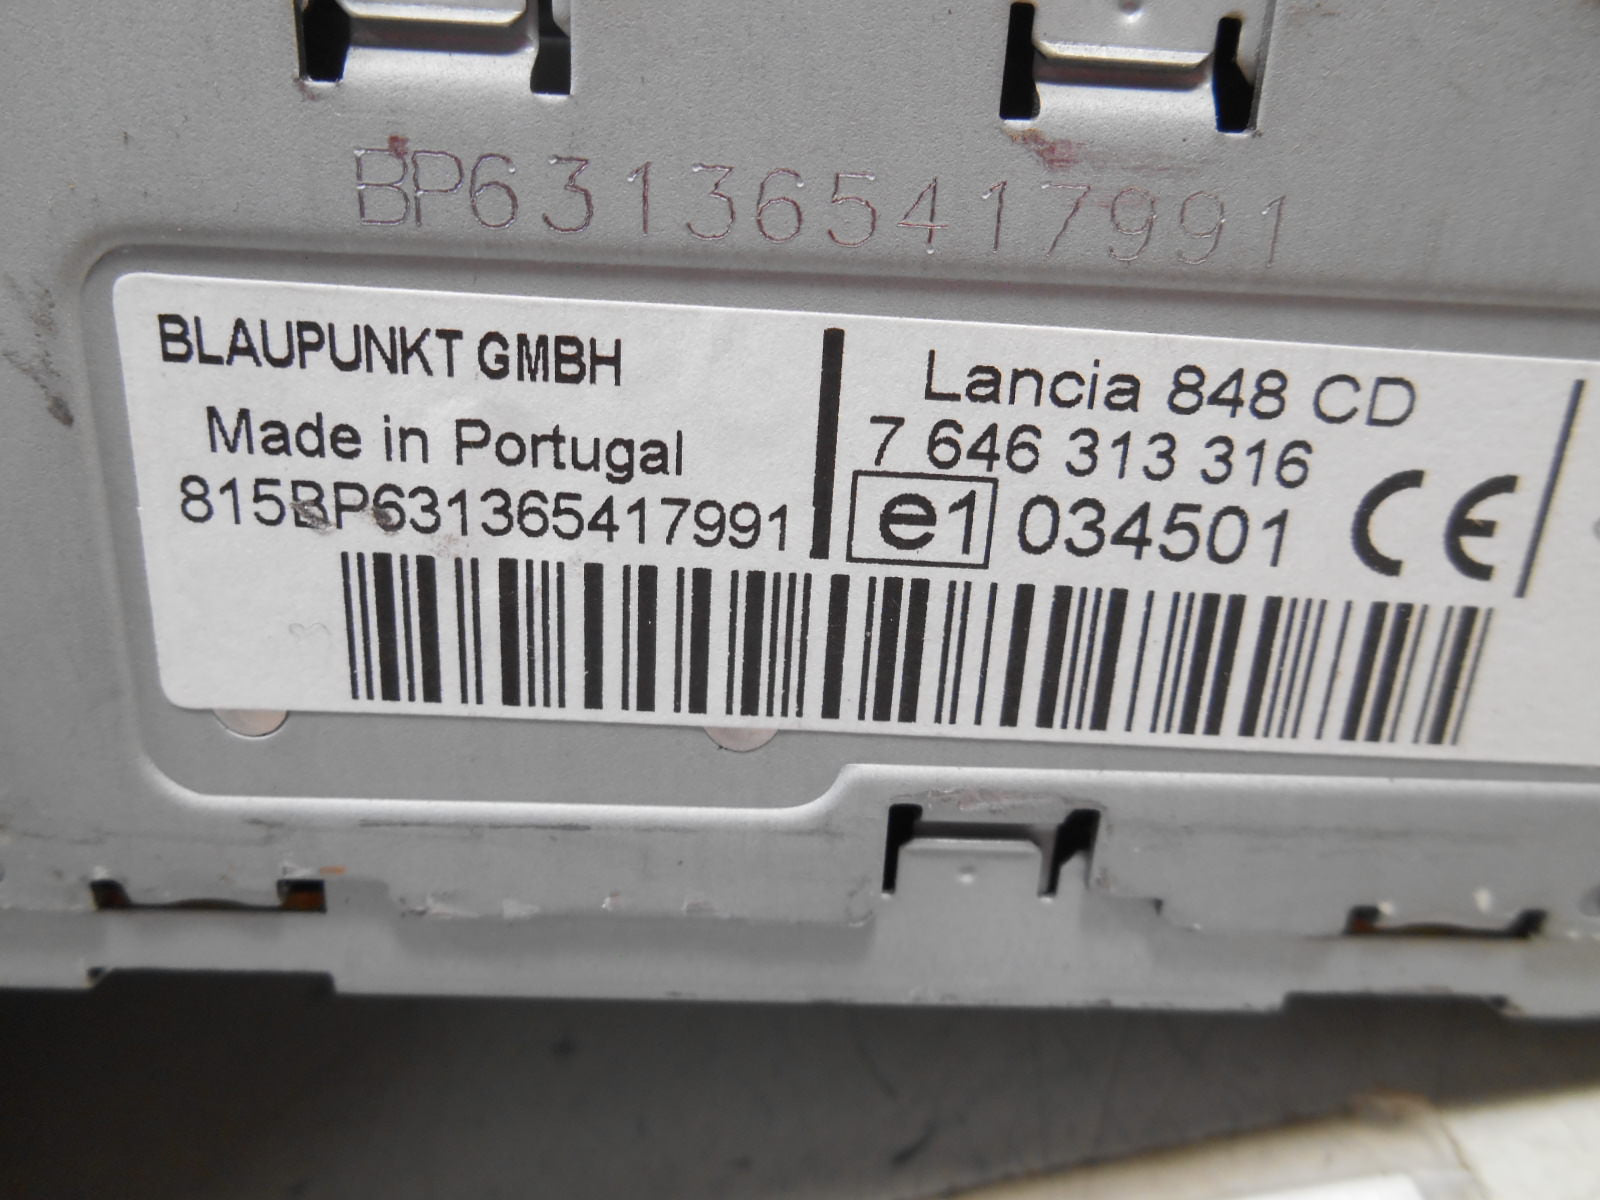 BP631365417991
BLAUPUNKT GMBH
Made in Portugal
815BP631365417991
Lancia 848 CD
7 646 313 316
e1 034501 CE